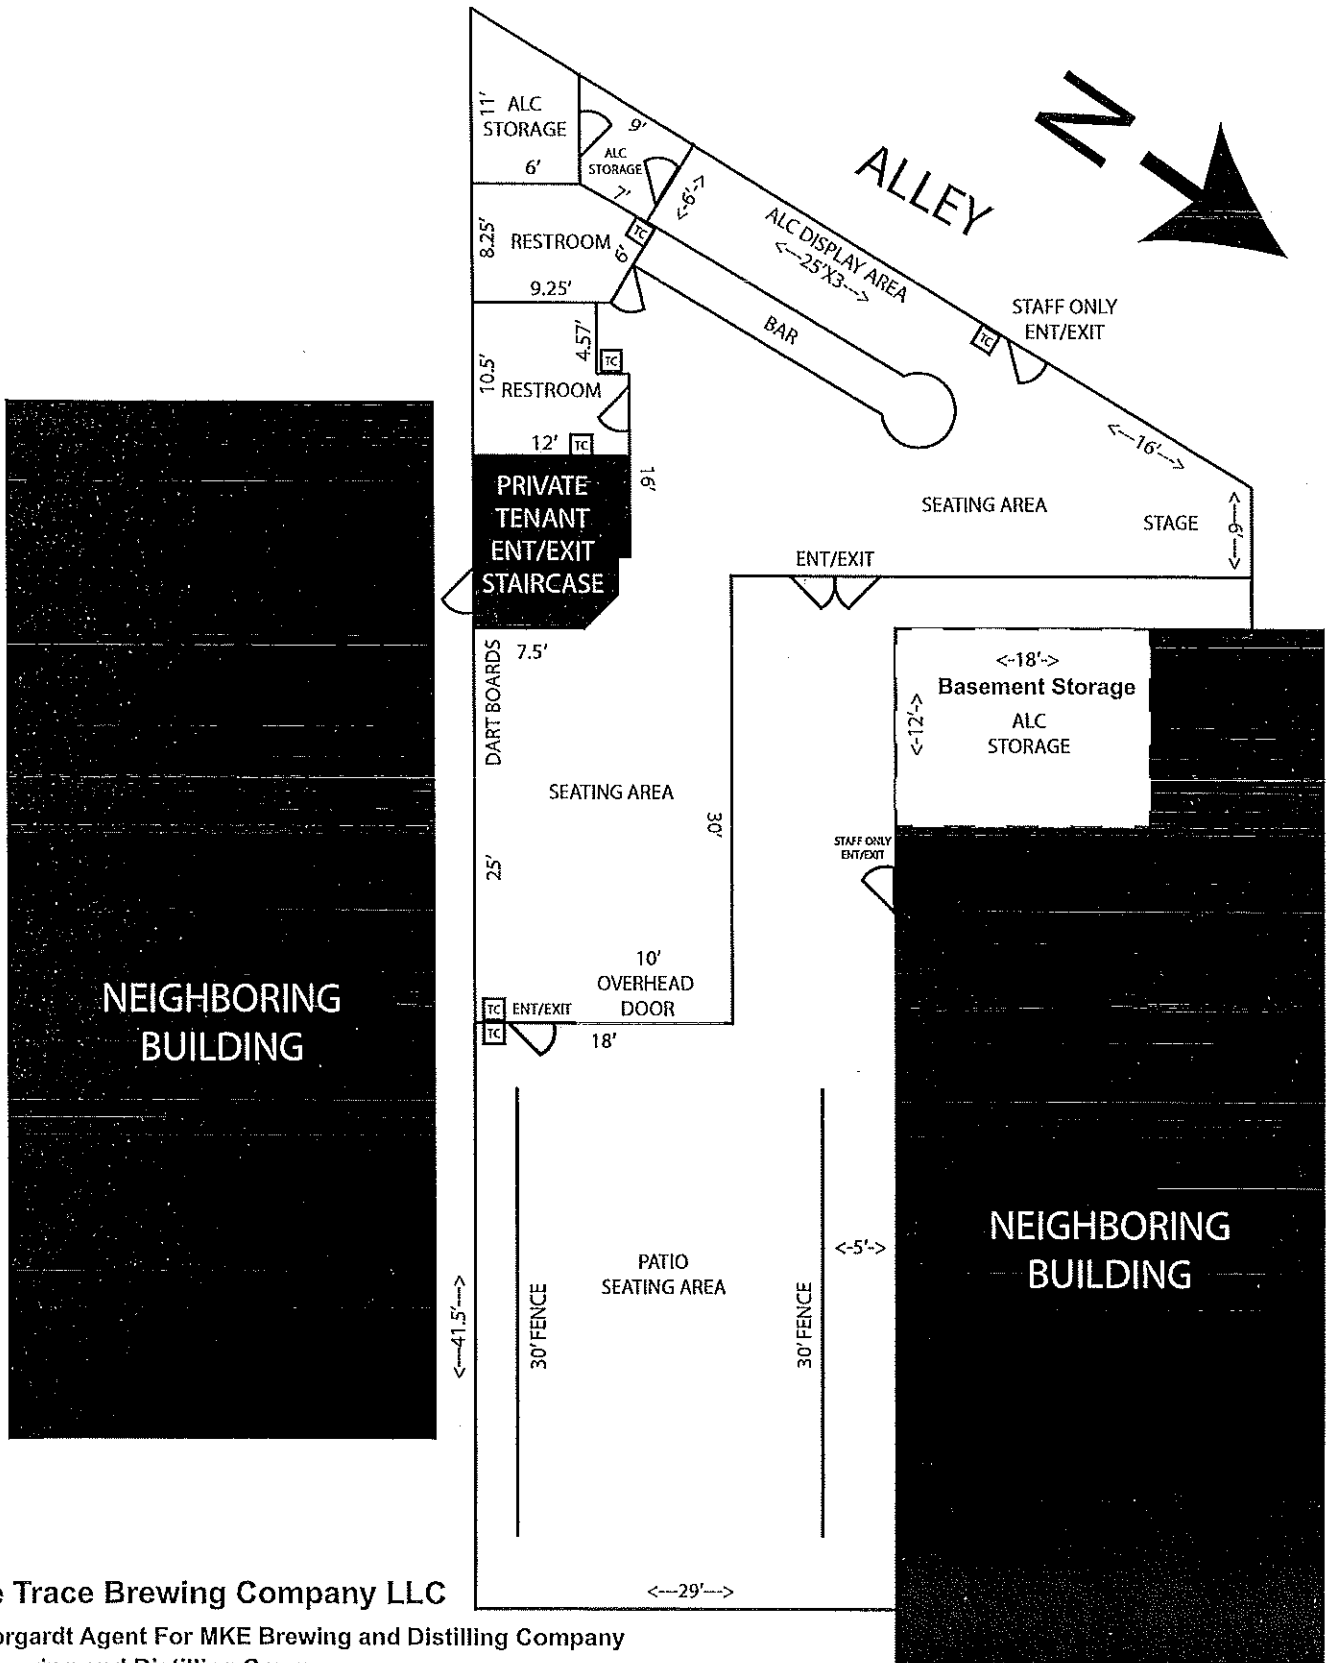 11'
ALC
STORAGE
6'
9'
ALC
STORAGE
7'
<-6'->
N
ALLEY
ALC DISPLAY AREA
<---25'X3--->
8.25'
RESTROOM
6'
TC
9.25'
BAR
STAFF ONLY
ENT/EXIT
TC
4.57'
TC
10.5'
RESTROOM
12'
TC
<---16'--->
16'
PRIVATE
TENANT
ENT/EXIT
STAIRCASE
SEATING AREA
STAGE
<---6'--->
ENT/EXIT
DART BOARDS
7.5'
<-18'->
Basement Storage
<-12'->
ALC
STORAGE
SEATING AREA
30'
STAFF ONLY
ENT/EXIT
25'
10'
OVERHEAD
DOOR
TC
ENT/EXIT
TC
18'
NEIGHBORING
BUILDING
NEIGHBORING
BUILDING
<-5'->
PATIO
SEATING AREA
<---41.5'--->
30' FENCE
30' FENCE
<---29'--->
Trace Brewing Company LLC
Agent For MKE Brewing and Distilling Company